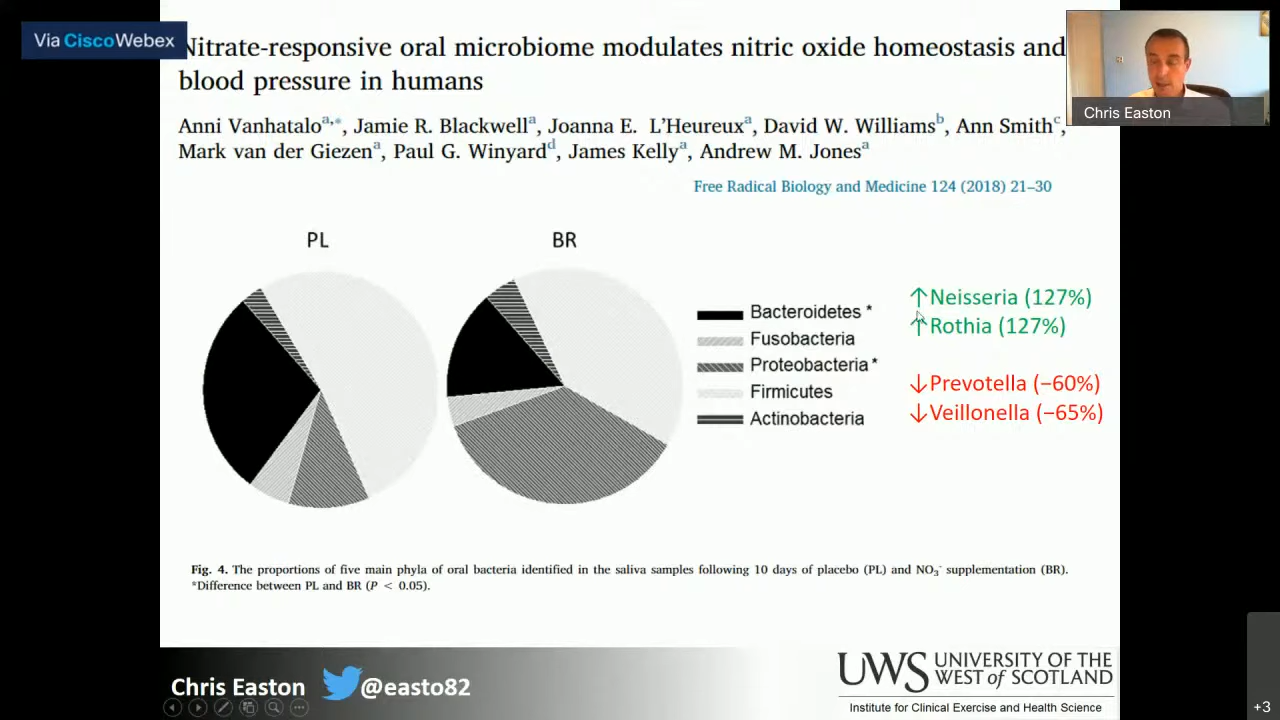 Via CiscoWebex
Nitrate-responsive oral microbiome modulates nitric oxide homeostasis and
blood pressure in humans
Chris Easton
Anni Vanhatalo a,*, Jamie R. Blackwell a, Joanna E. L'Heureux a, David W. Williams b, Ann Smith c,
Mark van der Giezen a, Paul G. Winyard d, James Kelly a, Andrew M. Jones a
Free Radical Biology and Medicine 124 (2018) 21–30
PL
BR
Bacteroidetes *
Fusobacteria
Proteobacteria *
Firmicutes
Actinobacteria
↑Neisseria (127%)
↑Rothia (127%)
↓Prevotella (−60%)
↓Veillonella (−65%)
Fig. 4. The proportions of five main phyla of oral bacteria identified in the saliva samples following 10 days of placebo (PL) and NO3- supplementation (BR).
*Difference between PL and BR (P < 0.05).
Chris Easton @easto82
UWS UNIVERSITY OF THE
WEST of SCOTLAND
Institute for Clinical Exercise and Health Science
+3